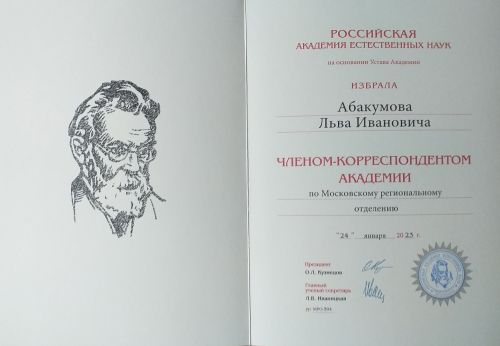 РОССИЙСКАЯ
АКАДЕМИЯ ЕСТЕСТВЕННЫХ НАУК
на основании Устава Академии
ИЗБРАЛА
Абакумова
Льва Ивановича
ЧЛЕНОМ-КОРРЕСПОНДЕНТОМ
АКАДЕМИИ
по Московскому региональному
отделению
"24" января 2023 г.
Президент
О.Л. Кузнецов
Главный
ученый секретарь
Л.В. Иваницкая